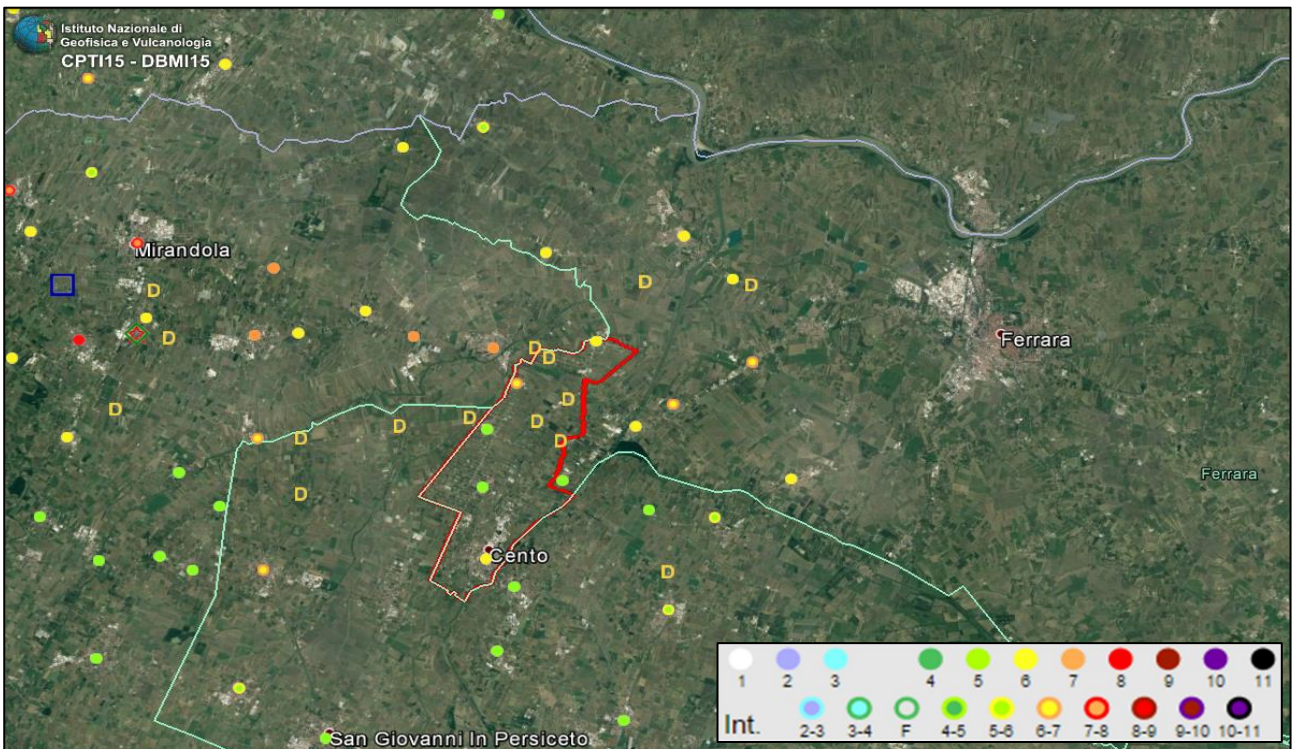 Istituto Nazionale di
Geofisica e Vulcanologia
CPTI15 - DBMI15
Mirandola
D
D
D
D
D
Ferrara
D
D
D
D
D
D
D
D
D
D
Ferrara
Cento
D
San Giovanni In Persiceto
1 2 3 4 5 6 7 8 9 10 11
Int. 2-3 3-4 F 4-5 5-6 6-7 7-8 8-9 9-10 10-11